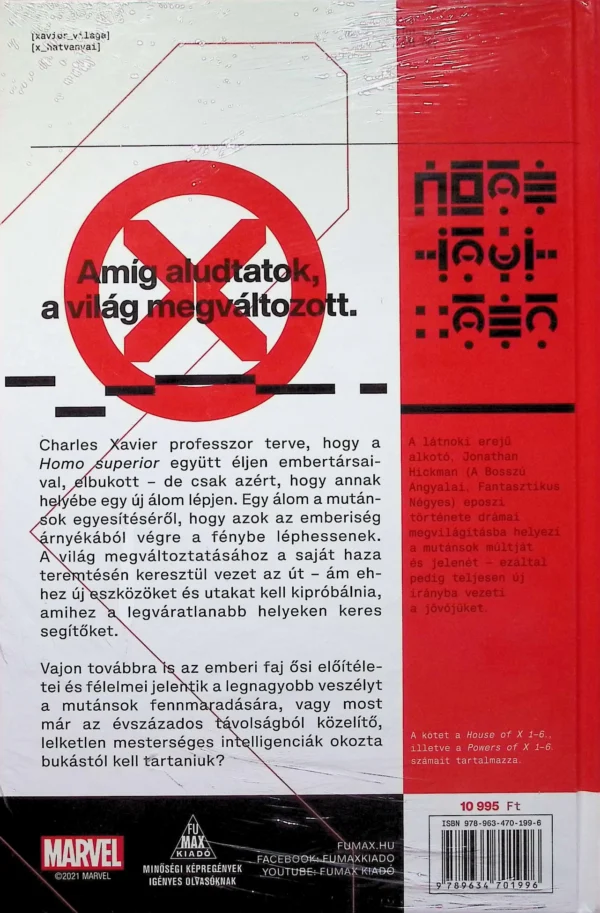 [xavior_világa]
[x_hatványai]
Amíg aludtatok,
a világ megváltozott.
Charles Xavier professzor terve, hogy a
Homo superior együtt éljen embertársai-
val, elbukott – de csak azért, hogy annak
helyébe egy új álom lépjen. Egy álom a mután-
sok egyesítéséről, hogy azok az emberiség
árnyékából végre a fénybe léphessenek.
A világ megváltoztatásához a saját haza
teremtésén keresztül vezet az út – ám eh-
hez új eszközöket és utakat kell kipróbálnia,
amihez a legváratlanabb helyeken keres
segítőket.
Vajon továbbra is az emberi faj ősi előítéle-
tei és félelmei jelentik a legnagyobb veszélyt
a mutánsok fennmaradására, vagy most
már az évszázados távolságból közelítő,
lelketlen mesterséges intelligenciák okozta
bukástól kell tartaniuk?
A látnoki erejű
alkotó, Jonathan
Hickman (A Bosszú
Angyalai, Fantasztikus
Négyes) eposzi
története drámai
megvilágításba helyezi
a mutánsok múltját
és jelenét – ezáltal
pedig teljesen új
irányba vezeti
a jövőjüket.
A kötet a House of X 1–6.,
illetve a Powers of X 1–6.
számait tartalmazza.
MARVEL
©2021 MARVEL
FU
MAX
KIADÓ
MINŐSÉGI KÉPREGÉNYEK
IGÉNYES OLVASÓKNAK
FUMAX.HU
FACEBOOK: FUMAXKIADO
YOUTUBE: FUMAX KIADÓ
10 995 Ft
ISBN 978-963-470-199-6
9 789634 701996